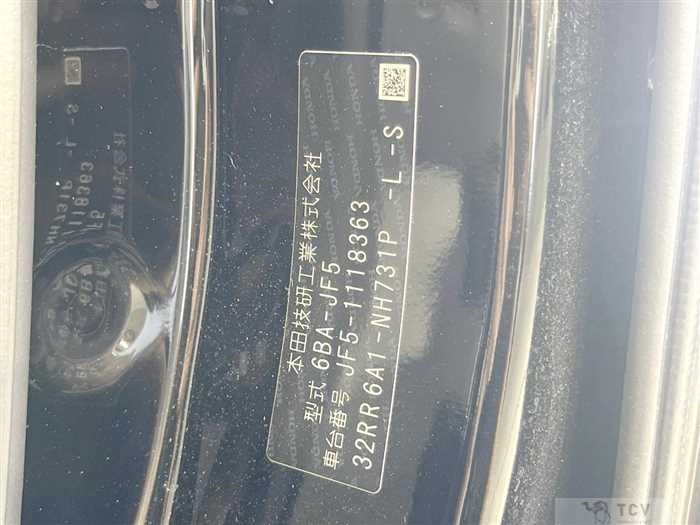 本田技研工業株式会社
型式 6BA-JF5
車台番号 JF5-1118363
32RR6A1-NH731P -L -S
TCV